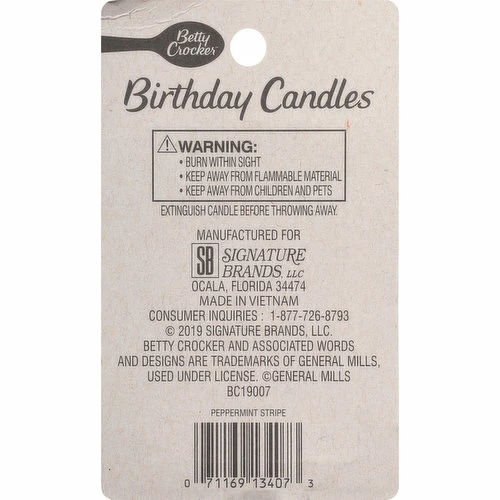 Betty
Crocker™
Birthday Candles
WARNING:
• BURN WITHIN SIGHT
• KEEP AWAY FROM FLAMMABLE MATERIAL
• KEEP AWAY FROM CHILDREN AND PETS
EXTINGUISH CANDLE BEFORE THROWING AWAY.
MANUFACTURED FOR
SB SIGNATURE
BRANDS, LLC
OCALA, FLORIDA 34474
MADE IN VIETNAM
CONSUMER INQUIRIES : 1-877-726-8793
© 2019 SIGNATURE BRANDS, LLC.
BETTY CROCKER AND ASSOCIATED WORDS
AND DESIGNS ARE TRADEMARKS OF GENERAL MILLS,
USED UNDER LICENSE. ©GENERAL MILLS
BC19007
PEPPERMINT STRIPE
0 71169 13407 3